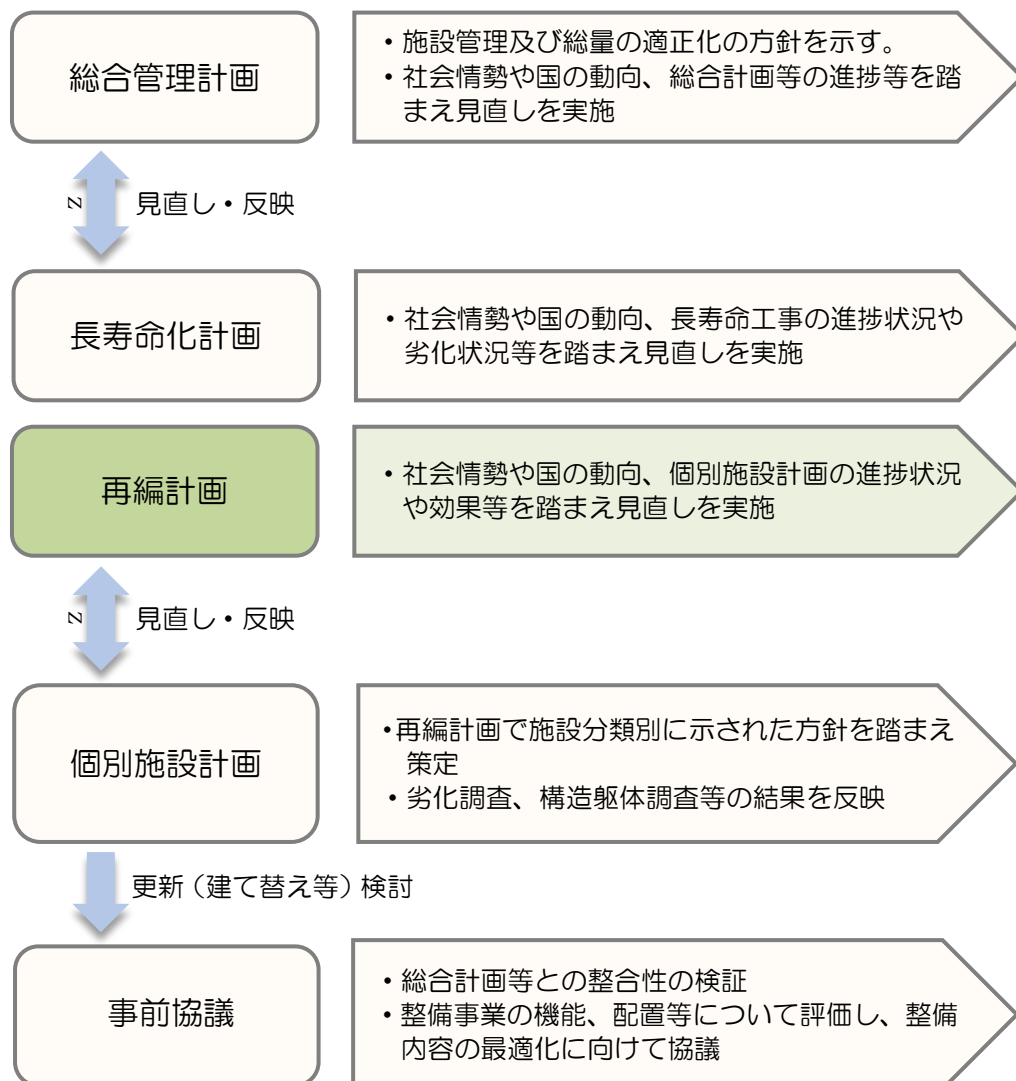 総合管理計画
・施設管理及び総量の適正化の方針を示す。
・社会情勢や国の動向、総合計画等の進捗等を踏
まえ見直しを実施
z
見直し・反映
長寿命化計画
・社会情勢や国の動向、長寿命工事の進捗状況や
劣化状況等を踏まえ見直しを実施
再編計画
・社会情勢や国の動向、個別施設計画の進捗状況
や効果等を踏まえ見直しを実施
z
見直し・反映
個別施設計画
・再編計画で施設分類別に示された方針を踏まえ
策定
・劣化調査、構造躯体調査等の結果を反映
更新（建て替え等）検討
事前協議
・総合計画等との整合性の検証
・整備事業の機能、配置等について評価し、整備
内容の最適化に向けて協議